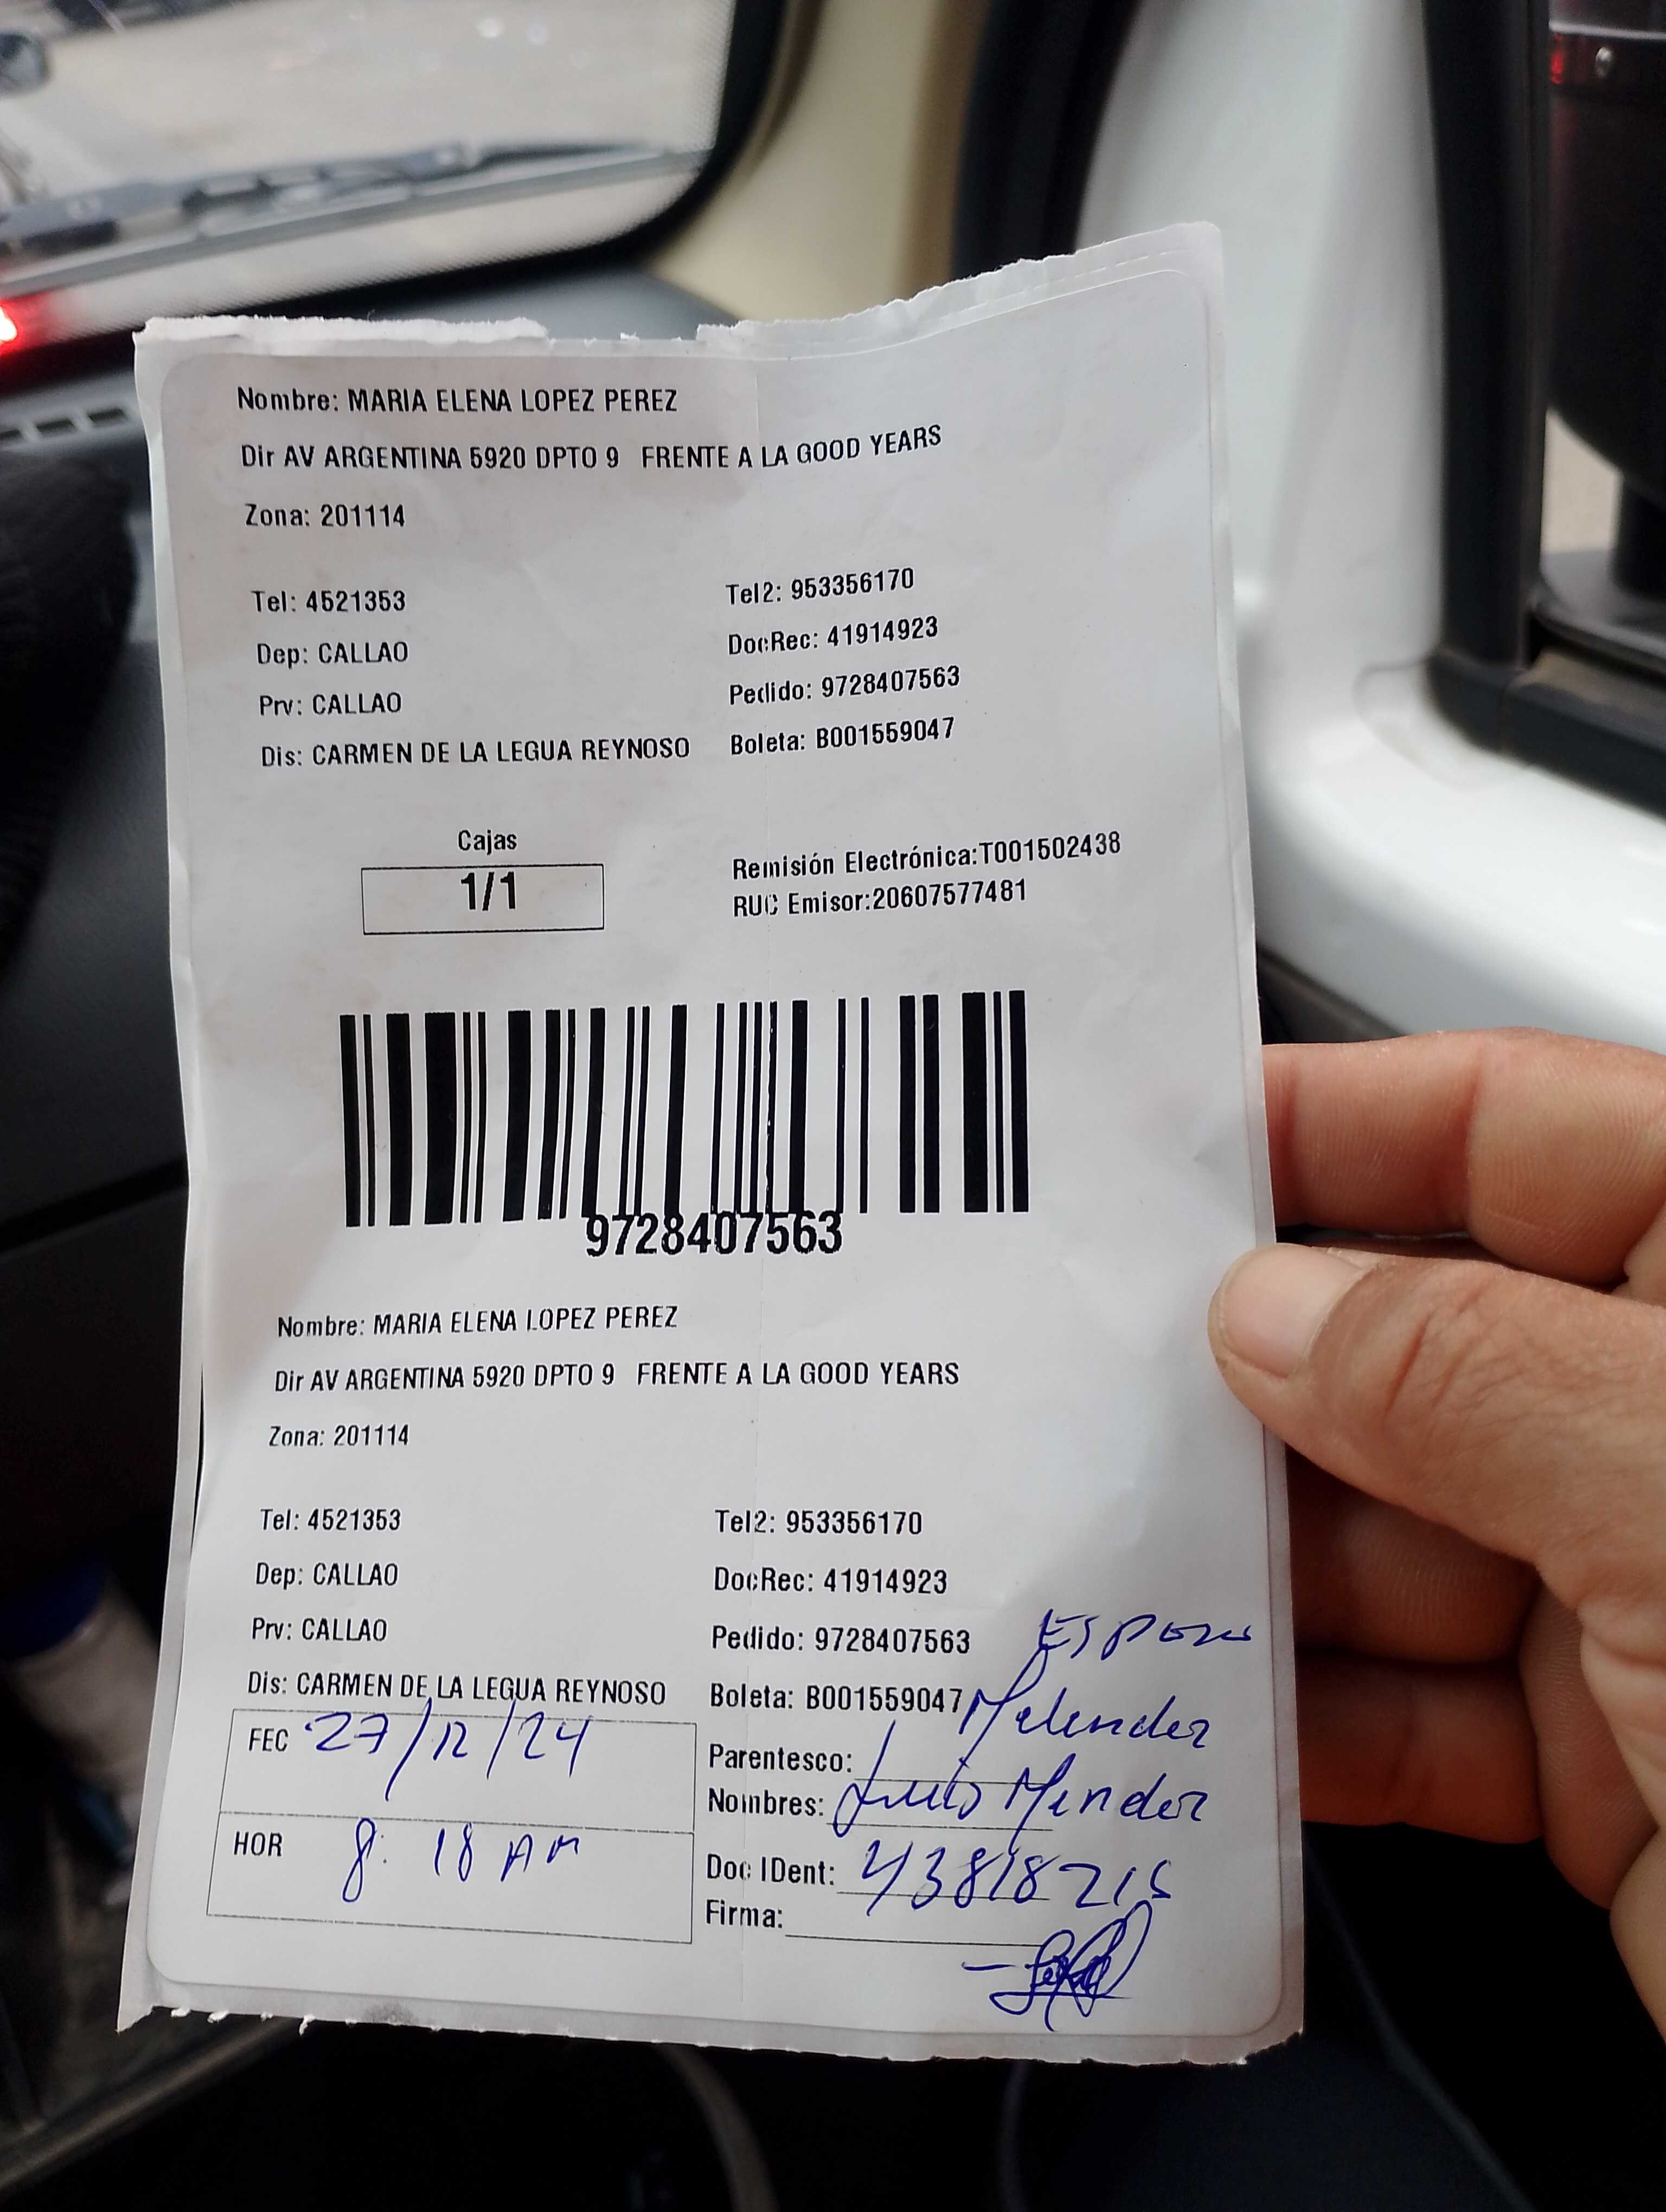 Nombre: MARIA ELENA LOPEZ PEREZ
Dir AV ARGENTINA 5920 DPTO 9 FRENTE A LA GOOD YEARS
Zona: 201114
Tel: 4521353 Tel2: 953356170
Dep: CALLAO DocRec: 41914923
Prv: CALLAO Pedido: 9728407563
Dis: CARMEN DE LA LEGUA REYNOSO Boleta: B001559047
Cajas
1/1
Remisión Electrónica:T001502438
RUC Emisor:20607577481
9728407563
Nombre: MARIA ELENA LOPEZ PEREZ
Dir AV ARGENTINA 5920 DPTO 9 FRENTE A LA GOOD YEARS
Zona: 201114
Tel: 4521353 Tel2: 953356170
Dep: CALLAO DocRec: 41914923
Prv: CALLAO Pedido: 9728407563 Esposo
Dis: CARMEN DE LA LEGUA REYNOSO Boleta: B001559047 Melendez
FEC 27/12/24 Parentesco:
Nombres:
HOR 8:18 AM Doc IDent:
Firma: